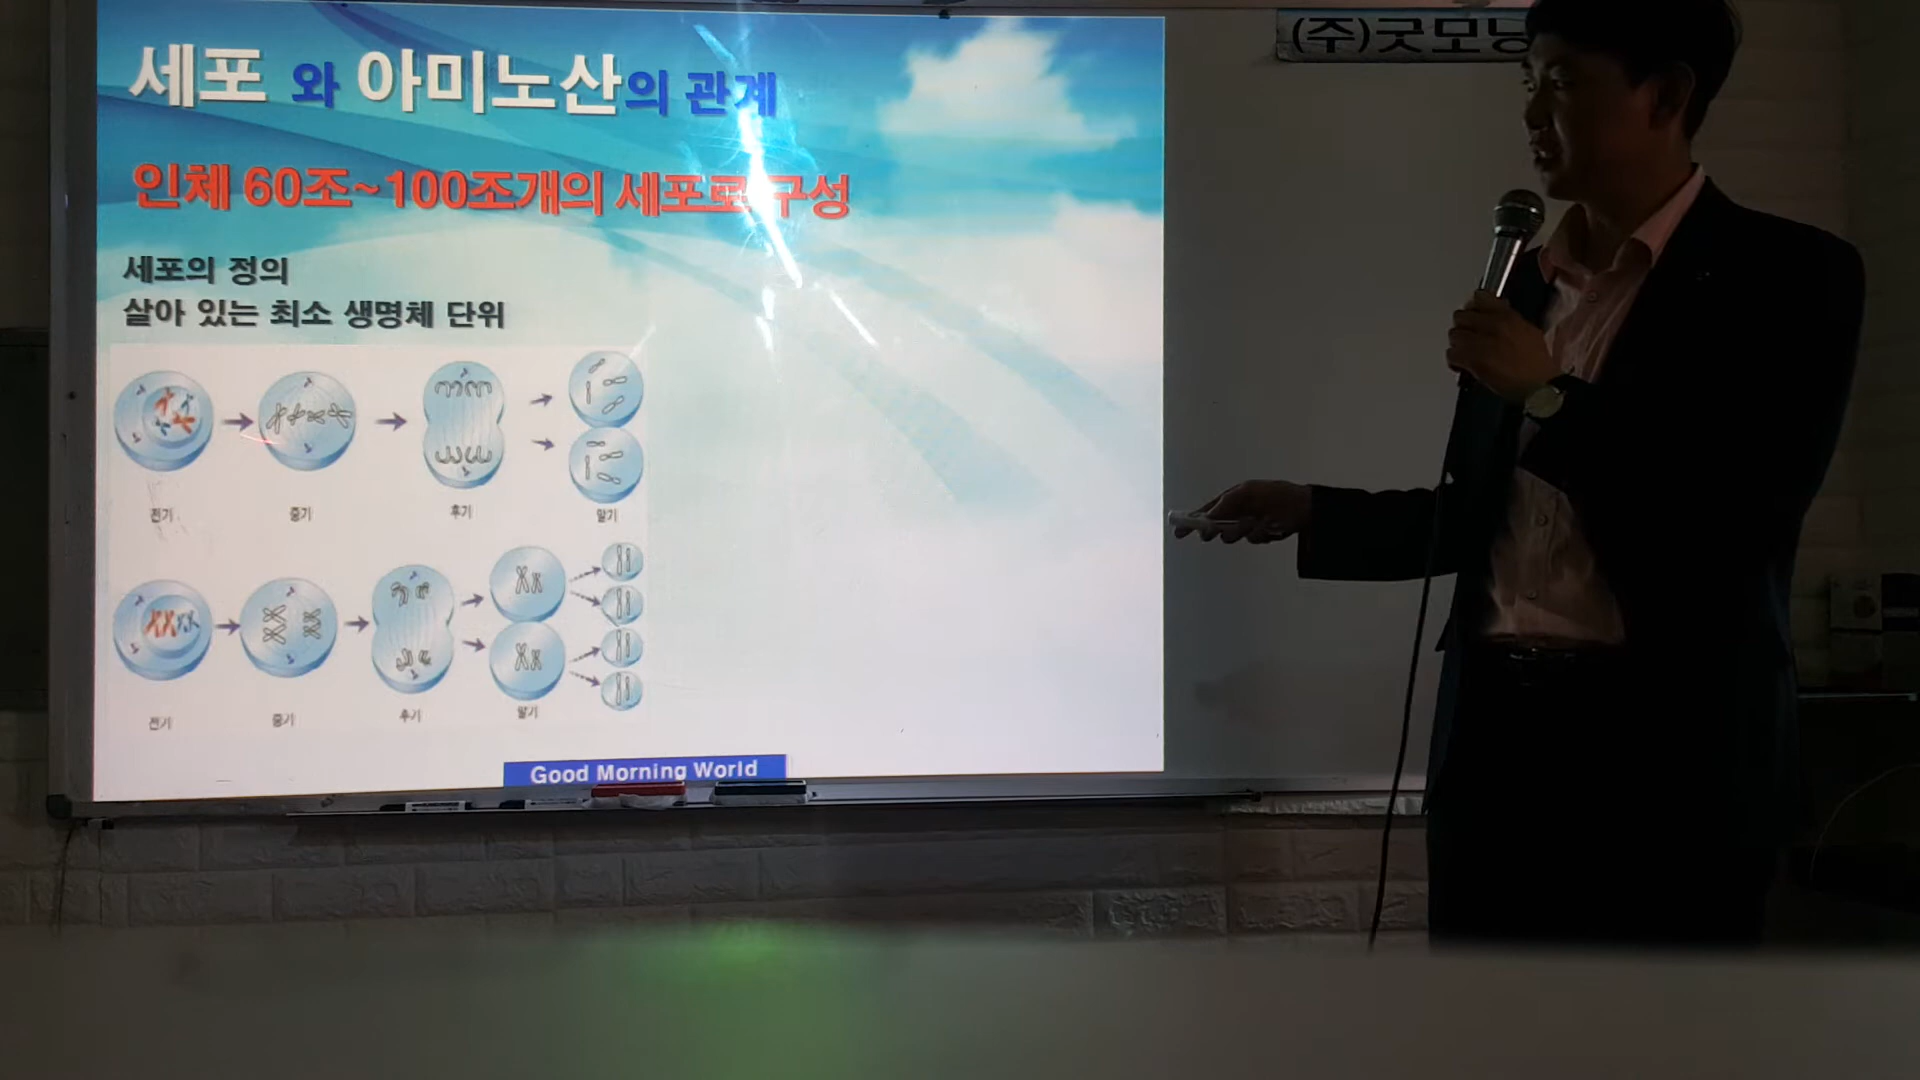 세포 와 아미노산의 관계
(주)굿모닝
인체 60조~100조개의 세포로 구성
세포의 정의
살아 있는 최소 생명체 단위
전기 중기 후기 말기
전기 중기 후기 말기
Good Morning World